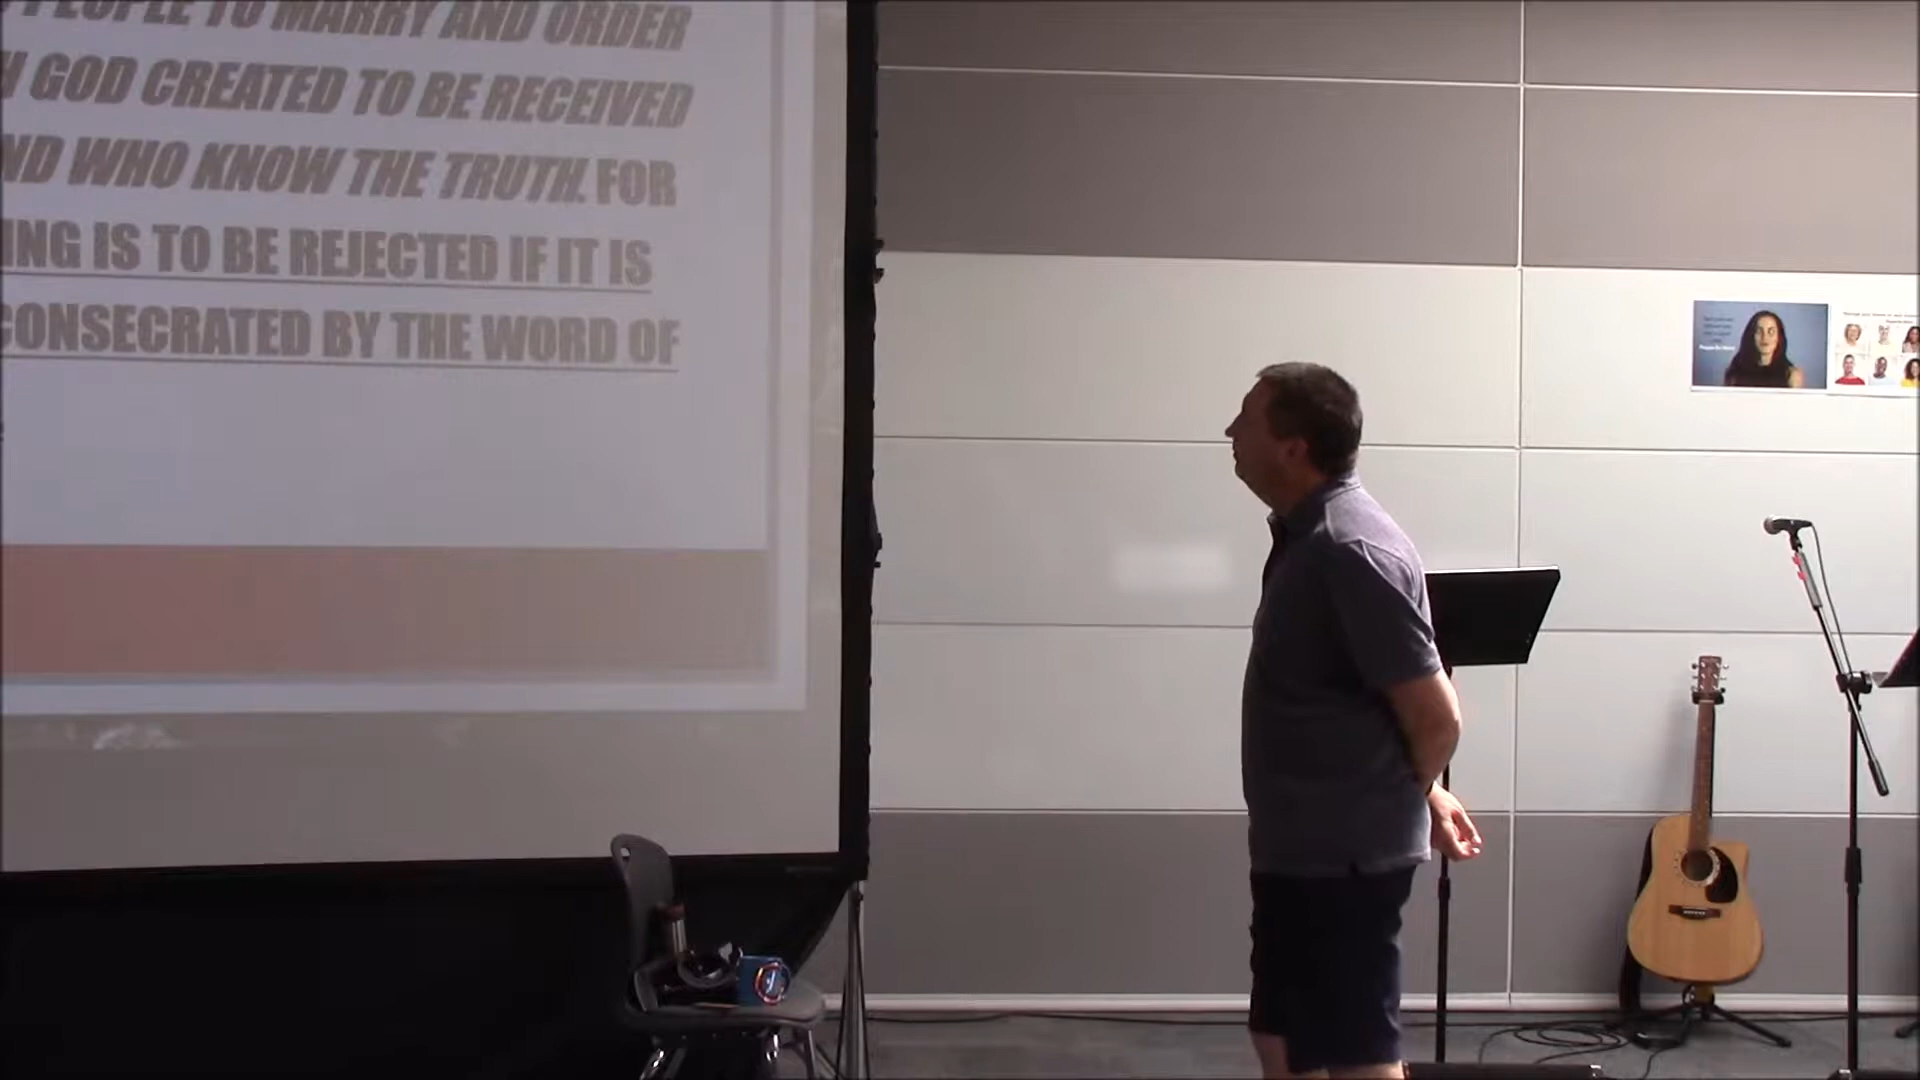 PEOPLE TO MARRY AND ORDER
H GOD CREATED TO BE RECEIVED
ND WHO KNOW THE TRUTH. FOR
ING IS TO BE REJECTED IF IT IS
CONSECRATED BY THE WORD OF